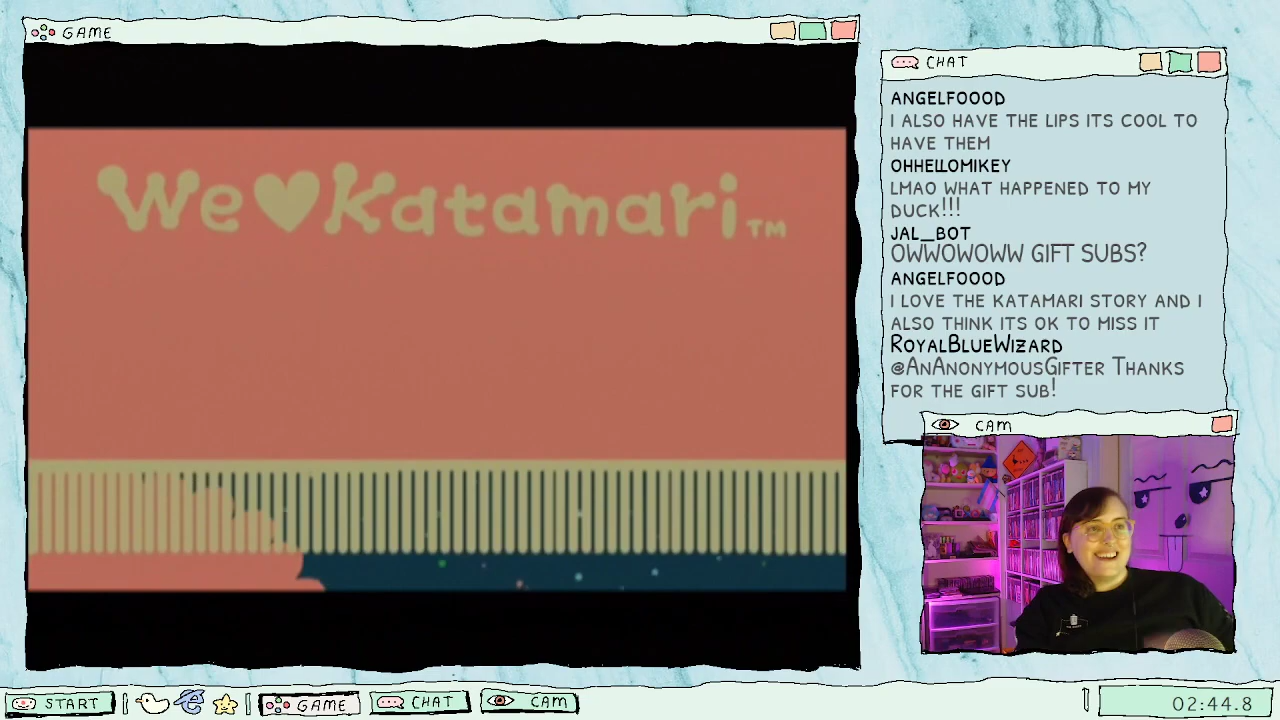 GAME
We♥Katamari™
CHAT
ANGELFOOOD
I ALSO HAVE THE LIPS ITS COOL TO
HAVE THEM
OHHELLOMIKEY
LMAO WHAT HAPPENED TO MY
DUCK!!!
JAL_BOT
OWWOWOWW GIFT SUBS?
ANGELFOOOD
I LOVE THE KATAMARI STORY AND I
ALSO THINK ITS OK TO MISS IT
ROYALBLUEWIZARD
@ANANONYMOUSGIFTER THANKS
FOR THE GIFT SUB!
CAM
START
GAME
CHAT
CAM
02:44.8